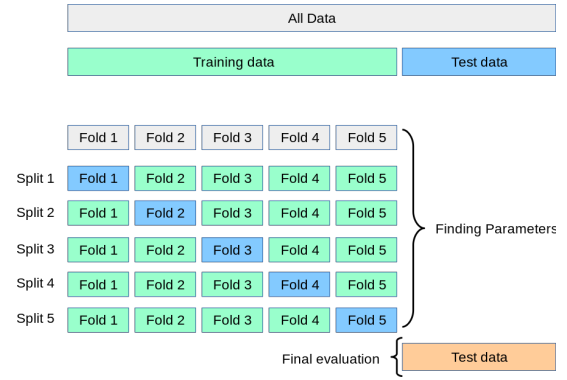 All Data
Training data Test data
Fold 1 Fold 2 Fold 3 Fold 4 Fold 5
Split 1 Fold 1 Fold 2 Fold 3 Fold 4 Fold 5
Split 2 Fold 1 Fold 2 Fold 3 Fold 4 Fold 5
Finding Parameters
Split 3 Fold 1 Fold 2 Fold 3 Fold 4 Fold 5
Split 4 Fold 1 Fold 2 Fold 3 Fold 4 Fold 5
Split 5 Fold 1 Fold 2 Fold 3 Fold 4 Fold 5
Final evaluation Test data